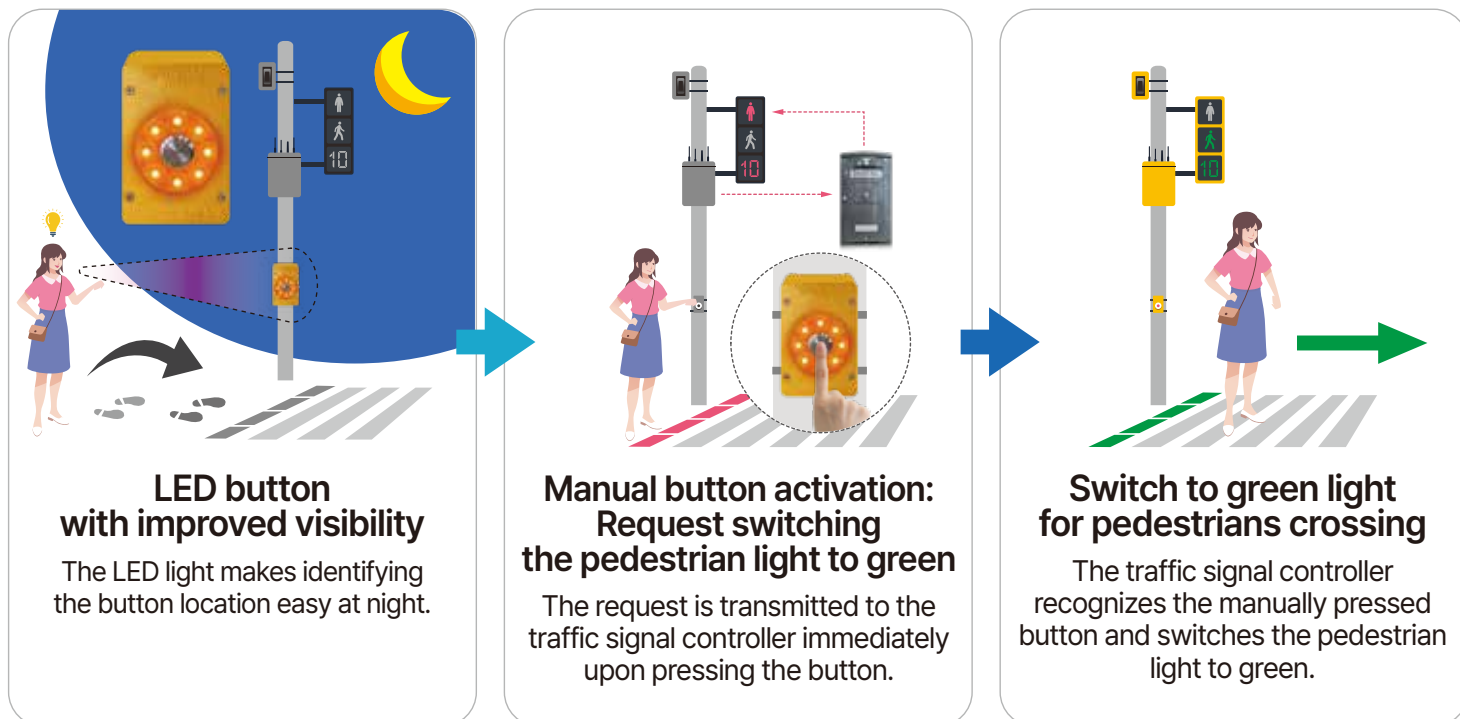 10
LED button
with improved visibility
The LED light makes identifying
the button location easy at night.
10
Manual button activation:
Request switching
the pedestrian light to green
The request is transmitted to the
traffic signal controller immediately
upon pressing the button.
10
Switch to green light
for pedestrians crossing
The traffic signal controller
recognizes the manually pressed
button and switches the pedestrian
light to green.